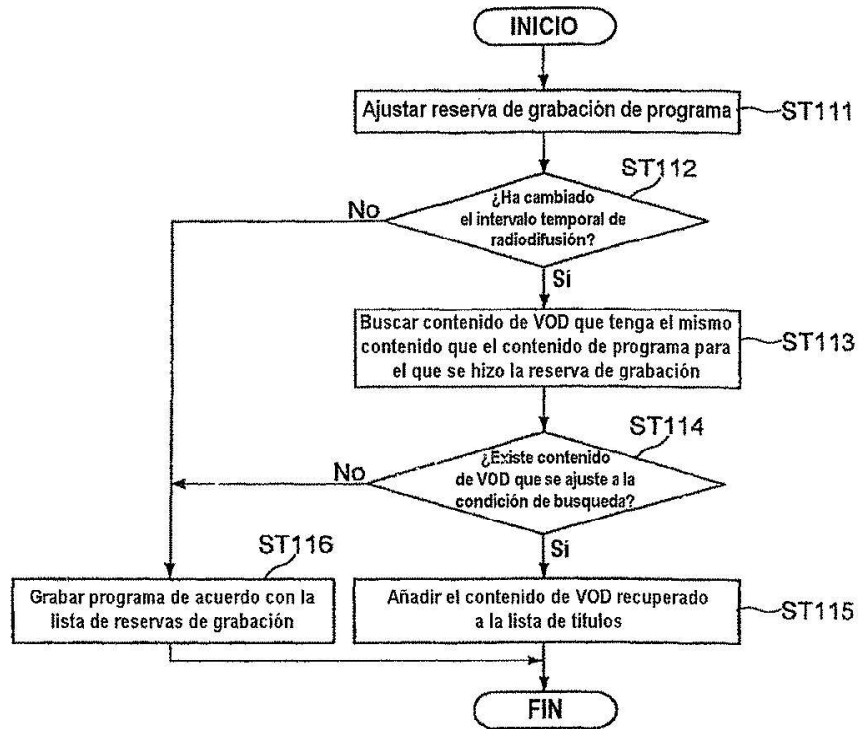 INICIO
Ajustar reserva de grabación de programa
ST111
ST112
¿Ha cambiado
el intervalo temporal de
radiodifusión?
No
Sí
Buscar contenido de VOD que tenga el mismo
contenido que el contenido de programa para
el que se hizo la reserva de grabación
ST113
ST114
¿Existe contenido
de VOD que se ajuste a la
condición de busqueda?
No
Sí
ST116
Grabar programa de acuerdo con la
lista de reservas de grabación
Añadir el contenido de VOD recuperado
a la lista de títulos
ST115
FIN